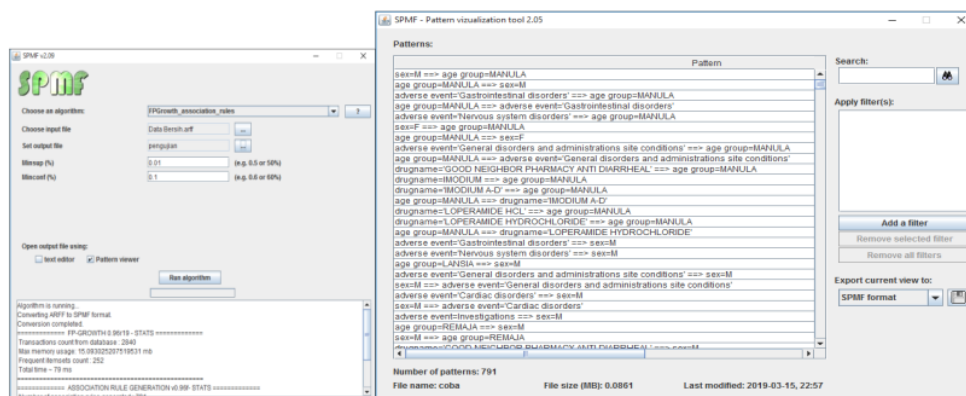 SPMF v2.09
SPMF
Choose an algorithm: FPGrowth_association_rules ?
Choose input file Data Bersih.arff ...
Set output file pengujian ...
Minsup (%) 0.01 (e.g. 0.5 or 50%)
Minconf (%) 0.1 (e.g. 0.6 or 60%)
Open output file using:
text editor Pattern viewer
Run algorithm
Algorithm is running...
Converting ARFF to SPMF format.
Conversion completed.
============= FP-GROWTH 0.96r19 - STATS =============
Transactions count from database : 2840
Max memory usage: 15.093025207519531 mb
Frequent itemsets count : 252
Total time ~ 79 ms
===================================================
============= ASSOCIATION RULE GENERATION v0.96f- STATS =============
SPMF - Pattern vizualization tool 2.05
Patterns:
Pattern
sex=M ==> age group=MANULA
age group=MANULA ==> sex=M
adverse event='Gastrointestinal disorders' ==> age group=MANULA
age group=MANULA ==> adverse event='Gastrointestinal disorders'
adverse event='Nervous system disorders' ==> age group=MANULA
sex=F ==> age group=MANULA
age group=MANULA ==> sex=F
adverse event='General disorders and administrations site conditions' ==> age group=MANULA
age group=MANULA ==> adverse event='General disorders and administrations site conditions'
drugname='GOOD NEIGHBOR PHARMACY ANTI DIARRHEAL' ==> age group=MANULA
drugname=IMODIUM ==> age group=MANULA
drugname='IMODIUM A-D' ==> age group=MANULA
age group=MANULA ==> drugname='IMODIUM A-D'
drugname='LOPERAMIDE HCL' ==> age group=MANULA
drugname='LOPERAMIDE HYDROCHLORIDE' ==> age group=MANULA
age group=MANULA ==> drugname='LOPERAMIDE HYDROCHLORIDE'
adverse event='Gastrointestinal disorders' ==> sex=M
adverse event='Nervous system disorders' ==> sex=M
age group=LANSIA ==> sex=M
adverse event='General disorders and administrations site conditions' ==> sex=M
sex=M ==> adverse event='General disorders and administrations site conditions'
adverse event='Cardiac disorders' ==> sex=M
sex=M ==> adverse event='Cardiac disorders'
adverse event=Investigations ==> sex=M
age group=REMAJA ==> sex=M
sex=M ==> age group=REMAJA
drugname='GOOD NEIGHBOR PHARMACY ANTI DIARRHEAL' ==> sex=M
Number of patterns: 791
File name: coba File size (MB): 0.0861 Last modified: 2019-03-15, 22:57
Search:
Apply filter(s):
Add a filter
Remove selected filter
Remove all filters
Export current view to:
SPMF format